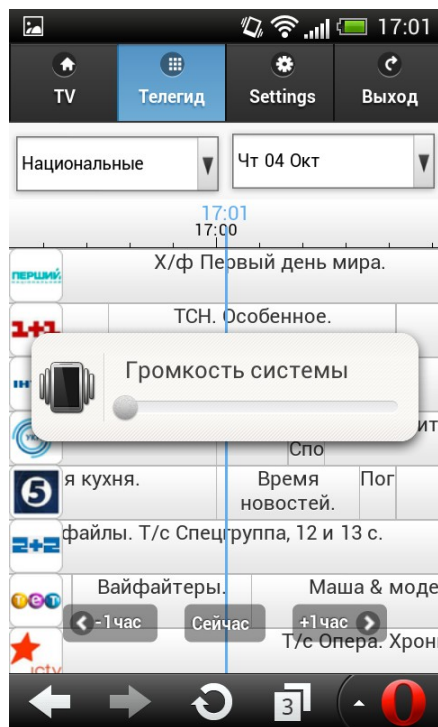 17:01
TV
Телегид
Settings
Выход
Национальные
Чт 04 Окт
17:01
17:00
ПЕРШИЙ
Х/ф Первый день мира.
1+1
ТСН. Особенное.
Громкость системы
ит
Спо
5
я кухня.
Время
новостей.
Пог
2+2
файлы. Т/с Спецгруппа, 12 и 13 с.
ТЕТ
Вайфайтеры.
Маша & моде
-1час
Сейчас
+1час
ictv
Т/с Опера. Хрон
3